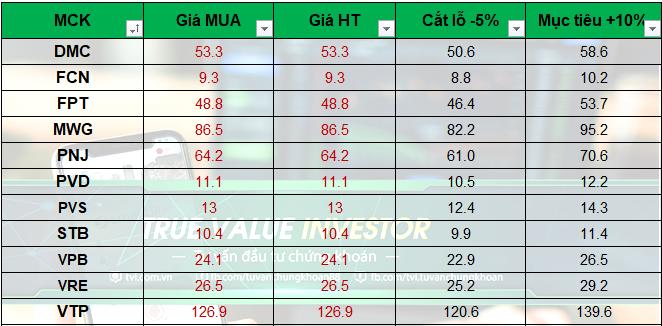 MCK Giá MUA Giá HT Cắt lỗ -5% Mục tiêu +10%
DMC 53.3 53.3 50.6 58.6
FCN 9.3 9.3 8.8 10.2
FPT 48.8 48.8 46.4 53.7
MWG 86.5 86.5 82.2 95.2
PNJ 64.2 64.2 61.0 70.6
PVD 11.1 11.1 10.5 12.2
PVS 13 13 12.4 14.3
TRUE VALUE INVESTOR
STB 10.4 10.4 9.9 11.4
Tư vấn đầu tư chứng khoán
VPB 24.1 24.1 22.9 26.5
tvi.com.vn fb.com/tuvanchungkhoan88 fb.com/tuvanchungkhoan
VRE 26.5 26.5 25.2 29.2
VTP 126.9 126.9 120.6 139.6